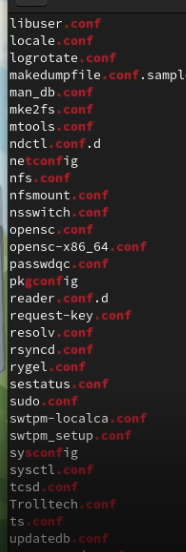 libuser.conf
locale.conf
logrotate.conf
makedumpfile.conf.sampl
man_db.conf
mke2fs.conf
mtools.conf
ndctl.conf.d
netconfig
nfs.conf
nfsmount.conf
nsswitch.conf
opensc.conf
opensc-x86_64.conf
passwdqc.conf
pkgconfig
reader.conf.d
request-key.conf
resolv.conf
rsyncd.conf
rygel.conf
sestatus.conf
sudo.conf
swtpm-localca.conf
swtpm_setup.conf
sysconfig
sysctl.conf
tcsd.conf
Trolltech.conf
ts.conf
updatedb.conf